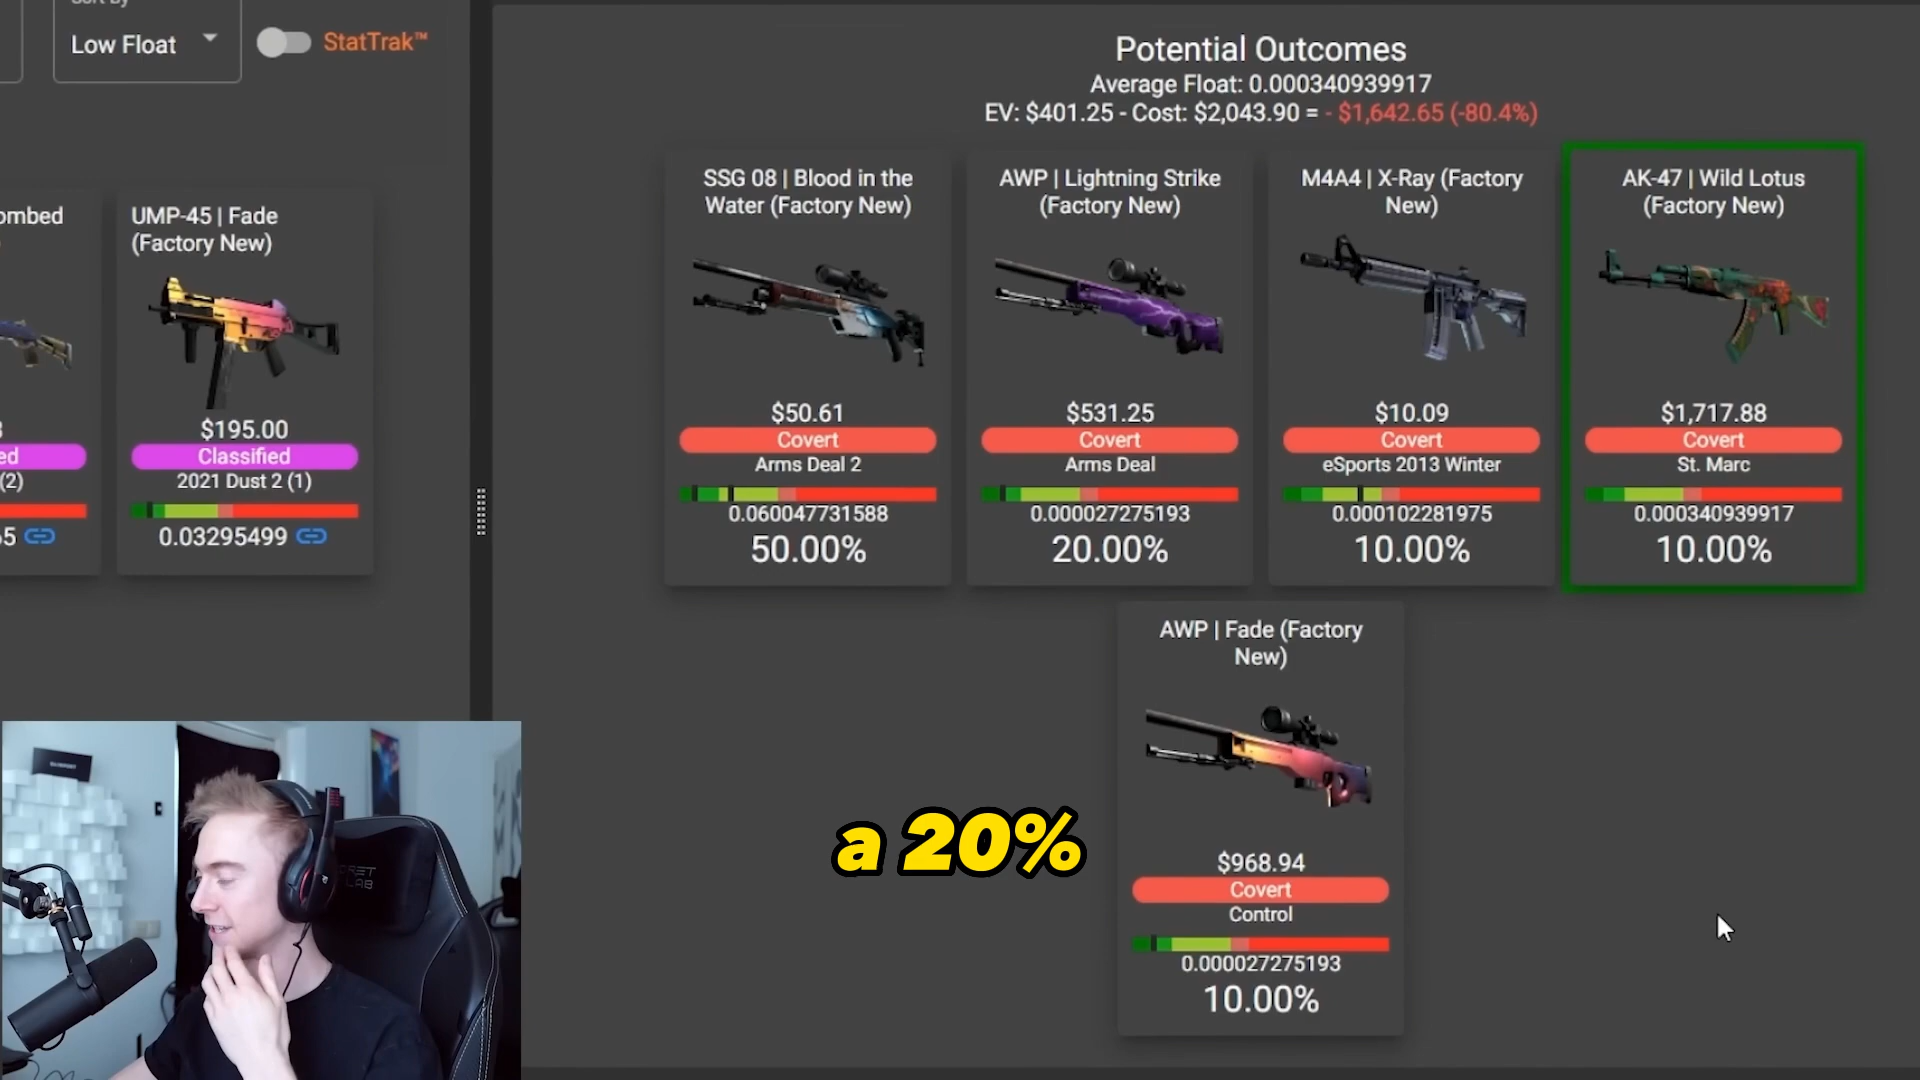 Low Float
StatTrak™
Potential Outcomes
Average Float: 0.000340939917
EV: $401.25 - Cost: $2,043.90 = - $1,642.65 (-80.4%)
ombed
UMP-45 | Fade
(Factory New)
$195.00
ed
Classified
(2)
2021 Dust 2 (1)
0.03295499
SSG 08 | Blood in the
Water (Factory New)
$50.61
Covert
Arms Deal 2
0.060047731588
50.00%
AWP | Lightning Strike
(Factory New)
$531.25
Covert
Arms Deal
0.000027275193
20.00%
M4A4 | X-Ray (Factory
New)
$10.09
Covert
eSports 2013 Winter
0.000102281975
10.00%
AK-47 | Wild Lotus
(Factory New)
$1,717.88
Covert
St. Marc
0.000340939917
10.00%
AWP | Fade (Factory
New)
$968.94
Covert
Control
0.000027275193
10.00%
a 20%